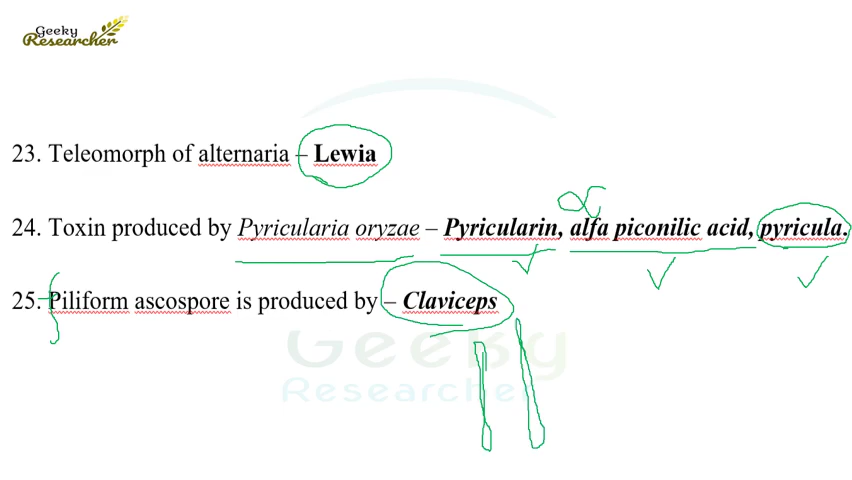 Geeky
Researcher
23. Teleomorph of alternaria – Lewia
α
24. Toxin produced by Pyricularia oryzae – Pyricularin, alfa piconilic acid, pyricula.
25. Piliform ascospore is produced by – Claviceps
Geeky
Researcher